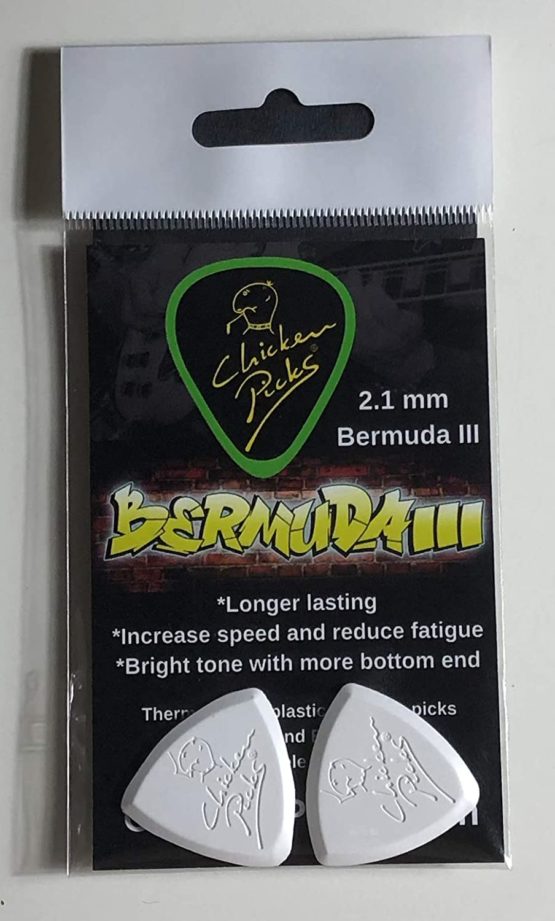 Chicken
Picks
®
2.1 mm
Bermuda III
BERMUDA III
*Longer lasting
*Increase speed and reduce fatigue
*Bright tone with more bottom end
picks
Chicken
Picks
Chicken
Picks